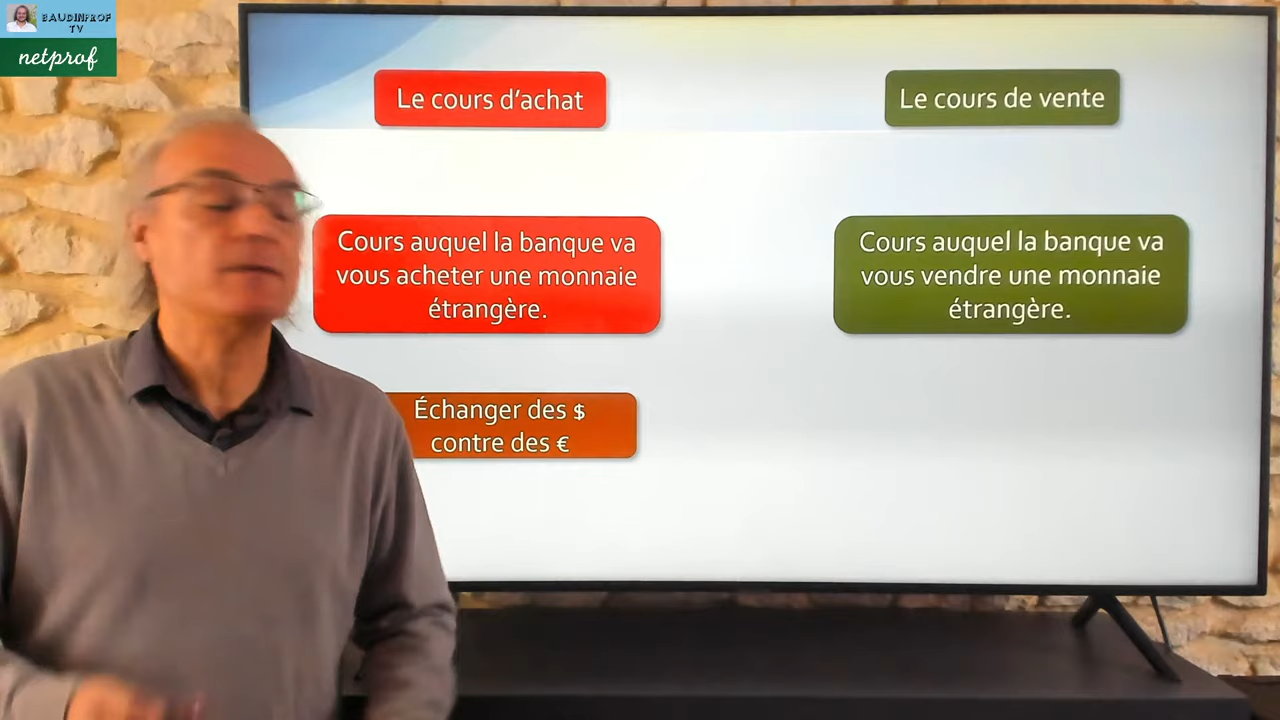 BAUDINPROF
TV
netprof
Le cours d’achat
Le cours de vente
Cours auquel la banque va
vous acheter une monnaie
étrangère.
Cours auquel la banque va
vous vendre une monnaie
étrangère.
Échanger des $
contre des €